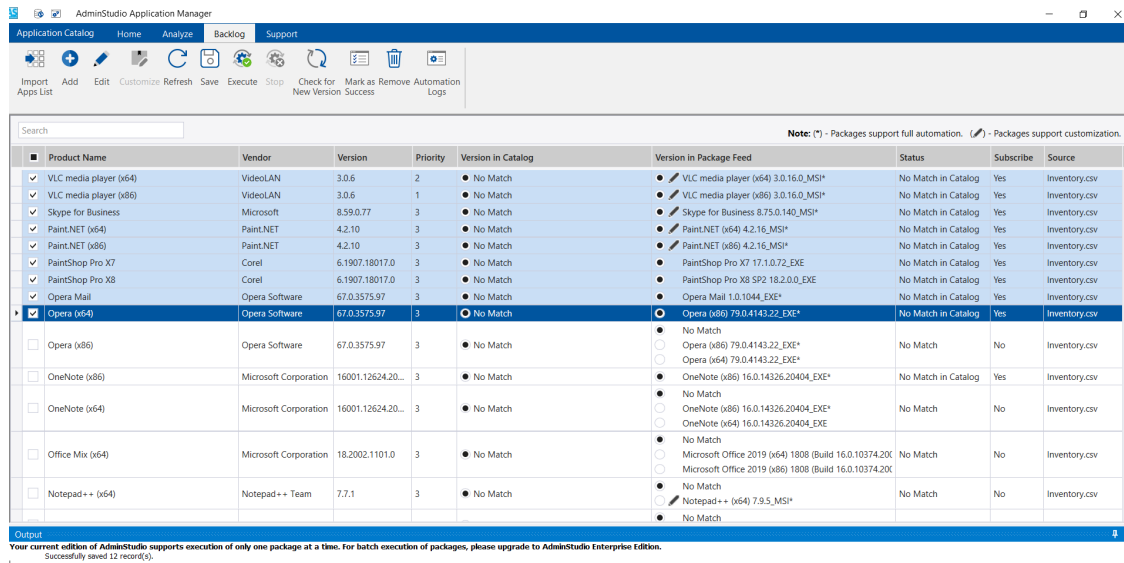 AdminStudio Application Manager
Application Catalog Home Analyze Backlog Support
Import Apps List Add Edit Customize Refresh Save Execute Stop Check for New Version Mark as Success Remove Automation Logs
Search
Note: (*) - Packages support full automation. ( ) - Packages support customization.
Product Name Vendor Version Priority Version in Catalog Version in Package Feed Status Subscribe Source
VLC media player (x64) VideoLAN 3.0.6 2 No Match VLC media player (x64) 3.0.16.0_MSI* No Match in Catalog Yes Inventory.csv
VLC media player (x86) VideoLAN 3.0.6 1 No Match VLC media player (x86) 3.0.16.0_MSI* No Match in Catalog Yes Inventory.csv
Skype for Business Microsoft 8.59.0.77 3 No Match Skype for Business 8.75.0.140_MSI* No Match in Catalog Yes Inventory.csv
Paint.NET (x64) Paint.NET 4.2.10 3 No Match Paint.NET (x64) 4.2.16_MSI* No Match in Catalog Yes Inventory.csv
Paint.NET (x86) Paint.NET 4.2.10 3 No Match Paint.NET (x86) 4.2.16_MSI* No Match in Catalog Yes Inventory.csv
PaintShop Pro X7 Corel 6.1907.18017.0 3 No Match PaintShop Pro X7 17.1.0.72_EXE No Match in Catalog Yes Inventory.csv
PaintShop Pro X8 Corel 6.1907.18017.0 3 No Match PaintShop Pro X8 SP2 18.2.0.0_EXE No Match in Catalog Yes Inventory.csv
Opera Mail Opera Software 67.0.3575.97 3 No Match Opera Mail 1.0.1044_EXE* No Match in Catalog Yes Inventory.csv
Opera (x64) Opera Software 67.0.3575.97 3 No Match Opera (x86) 79.0.4143.22_EXE* No Match in Catalog Yes Inventory.csv
No Match
Opera (x86) Opera Software 67.0.3575.97 3 No Match Opera (x86) 79.0.4143.22_EXE* No Match No Inventory.csv
Opera (x64) 79.0.4143.22_EXE*
OneNote (x86) Microsoft Corporation 16001.12624.20... 3 No Match OneNote (x86) 16.0.14326.20404_EXE* No Match in Catalog Yes Inventory.csv
No Match
OneNote (x64) Microsoft Corporation 16001.12624.20... 3 No Match OneNote (x86) 16.0.14326.20404_EXE* No Match No Inventory.csv
OneNote (x64) 16.0.14326.20404_EXE
No Match
Office Mix (x64) Microsoft Corporation 18.2002.1101.0 3 No Match Microsoft Office 2019 (x64) 1808 (Build 16.0.10374.20( No Match No Inventory.csv
Microsoft Office 2019 (x86) 1808 (Build 16.0.10374.20(
No Match
Notepad++ (x64) Notepad++ Team 7.7.1 3 No Match Notepad++ (x64) 7.9.5_MSI* No Match No Inventory.csv
No Match
Output
Your current edition of AdminStudio supports execution of only one package at a time. For batch execution of packages, please upgrade to AdminStudio Enterprise Edition.
Successfully saved 12 record(s).